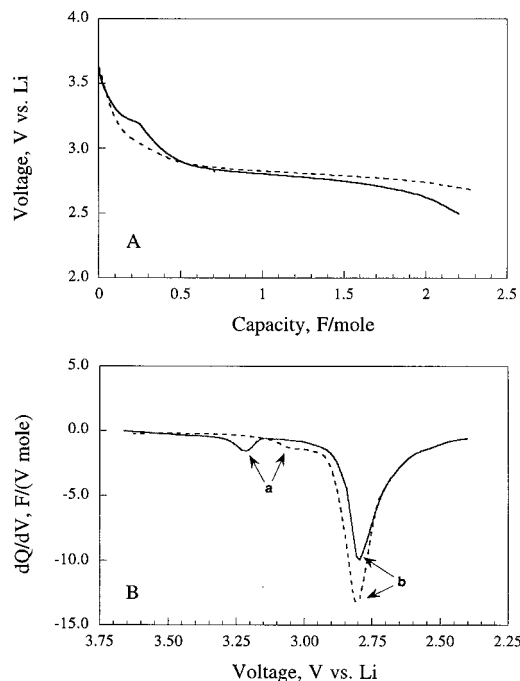 4.0
3.5
3.0
2.5
2.0
Voltage, V vs. Li
A
0 0.5 1 1.5 2 2.5
Capacity, F/mole
5.0
0.0
-5.0
-10.0
-15.0
dQ/dV, F/(V mole)
a
b
B
3.75 3.50 3.25 3.00 2.75 2.50 2.25
Voltage, V vs. Li